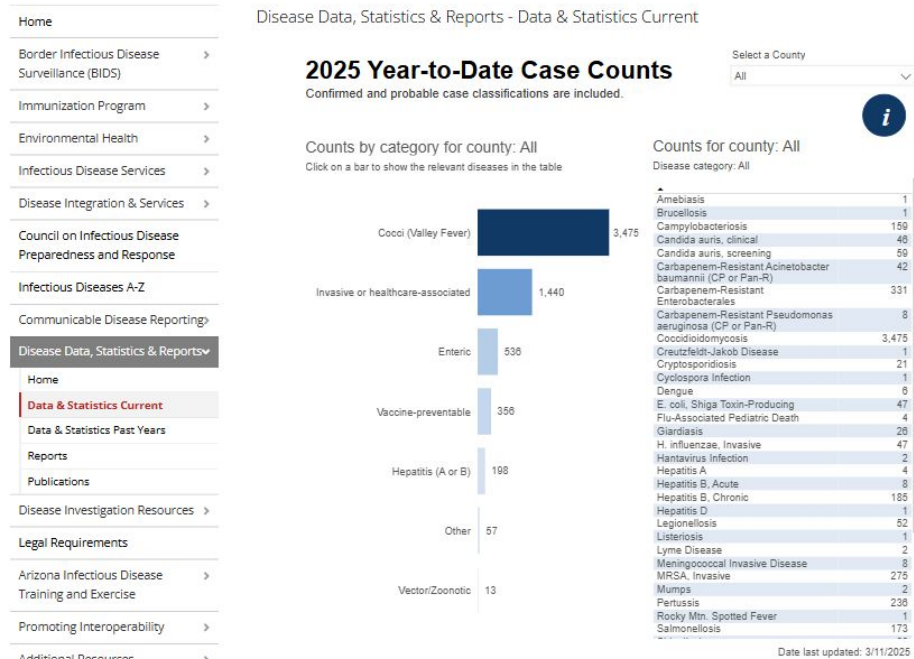 Home
Border Infectious Disease
Surveillance (BIDS)
Immunization Program
Environmental Health
Infectious Disease Services
Disease Integration & Services
Council on Infectious Disease
Preparedness and Response
Infectious Diseases A-Z
Communicable Disease Reporting
Disease Data, Statistics & Reports
Home
Data & Statistics Current
Data & Statistics Past Years
Reports
Publications
Disease Investigation Resources
Legal Requirements
Arizona Infectious Disease
Training and Exercise
Promoting Interoperability
Additional Resources
Disease Data, Statistics & Reports - Data & Statistics Current
2025 Year-to-Date Case Counts
Confirmed and probable case classifications are included.
Select a County
All
i
Counts by category for county: All
Click on a bar to show the relevant diseases in the table
Cocci (Valley Fever) 3,475
Invasive or healthcare-associated 1,440
Enteric 536
Vaccine-preventable 356
Hepatitis (A or B) 198
Other 57
Vector/Zoonotic 13
Counts for county: All
Disease category: All
Amebiasis 1
Brucellosis 1
Campylobacteriosis 159
Candida auris, clinical 46
Candida auris, screening 59
Carbapenem-Resistant Acinetobacter 42
baumannii (CP or Pan-R)
Carbapenem-Resistant 331
Enterobacterales
Carbapenem-Resistant Pseudomonas 8
aeruginosa (CP or Pan-R)
Coccidioidomycosis 3,475
Creutzfeldt-Jakob Disease 1
Cryptosporidiosis 21
Cyclospora Infection 1
Dengue 6
E. coli, Shiga Toxin-Producing 47
Flu-Associated Pediatric Death 4
Giardiasis 26
H. influenzae, Invasive 47
Hantavirus Infection 2
Hepatitis A 4
Hepatitis B, Acute 8
Hepatitis B, Chronic 185
Hepatitis D 1
Legionellosis 52
Listeriosis 1
Lyme Disease 2
Meningococcal Invasive Disease 8
MRSA, Invasive 275
Mumps 2
Pertussis 236
Rocky Mtn. Spotted Fever 1
Salmonellosis 173
Date last updated: 3/11/2025